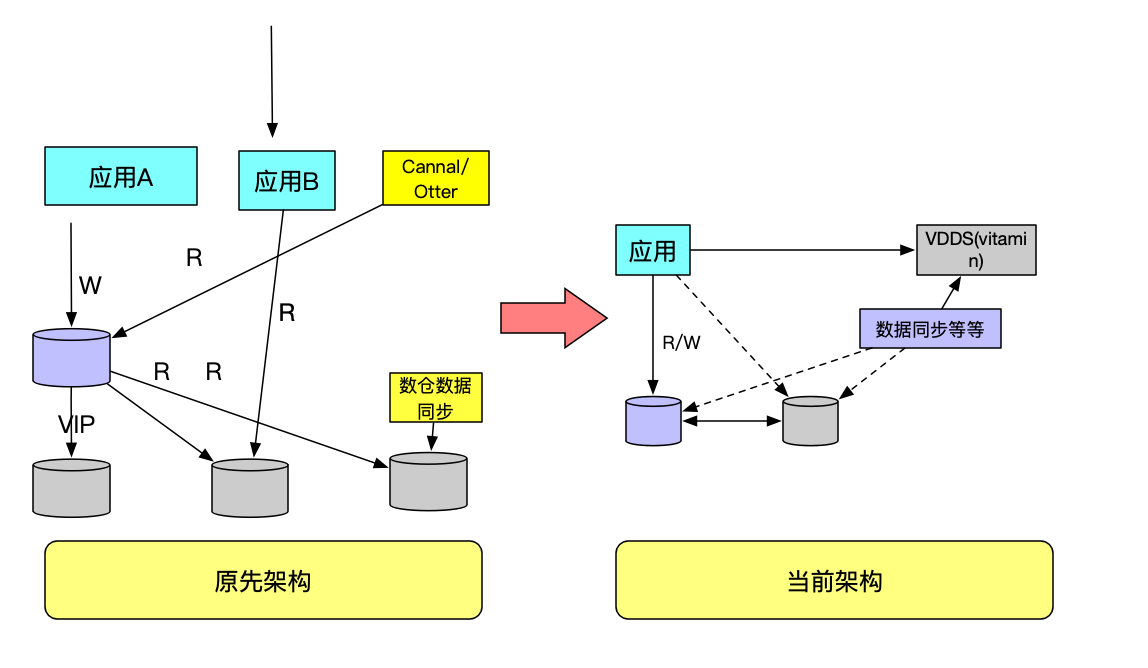 应用A
应用B
Cannal/
Otter
R
W
R
R
R
VIP
数仓数据
同步
原先架构
应用
VDDS(vitami
n)
数据同步等等
R/W
当前架构